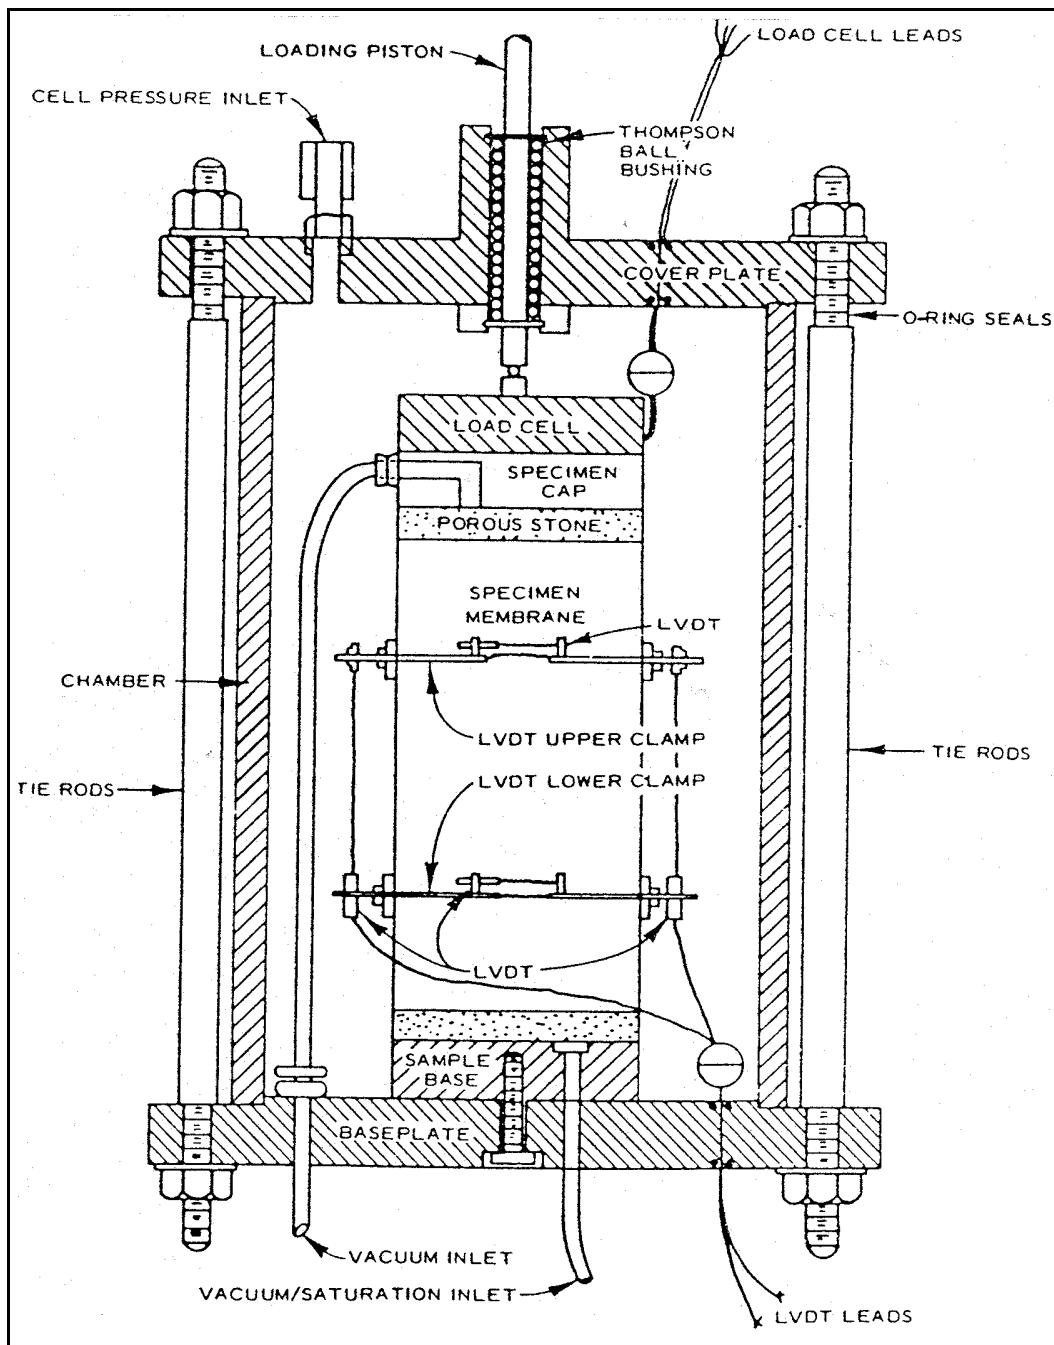 LOAD CELL LEADS
LOADING PISTON
CELL PRESSURE INLET
THOMPSON
BALL
BUSHING
COVER PLATE
O-RING SEALS
LOAD CELL
SPECIMEN
CAP
POROUS STONE
SPECIMEN
MEMBRANE
LVDT
CHAMBER
LVDT UPPER CLAMP
TIE RODS
LVDT LOWER CLAMP
TIE RODS
LVDT
SAMPLE
BASE
BASEPLATE
VACUUM INLET
VACUUM/SATURATION INLET
LVDT LEADS